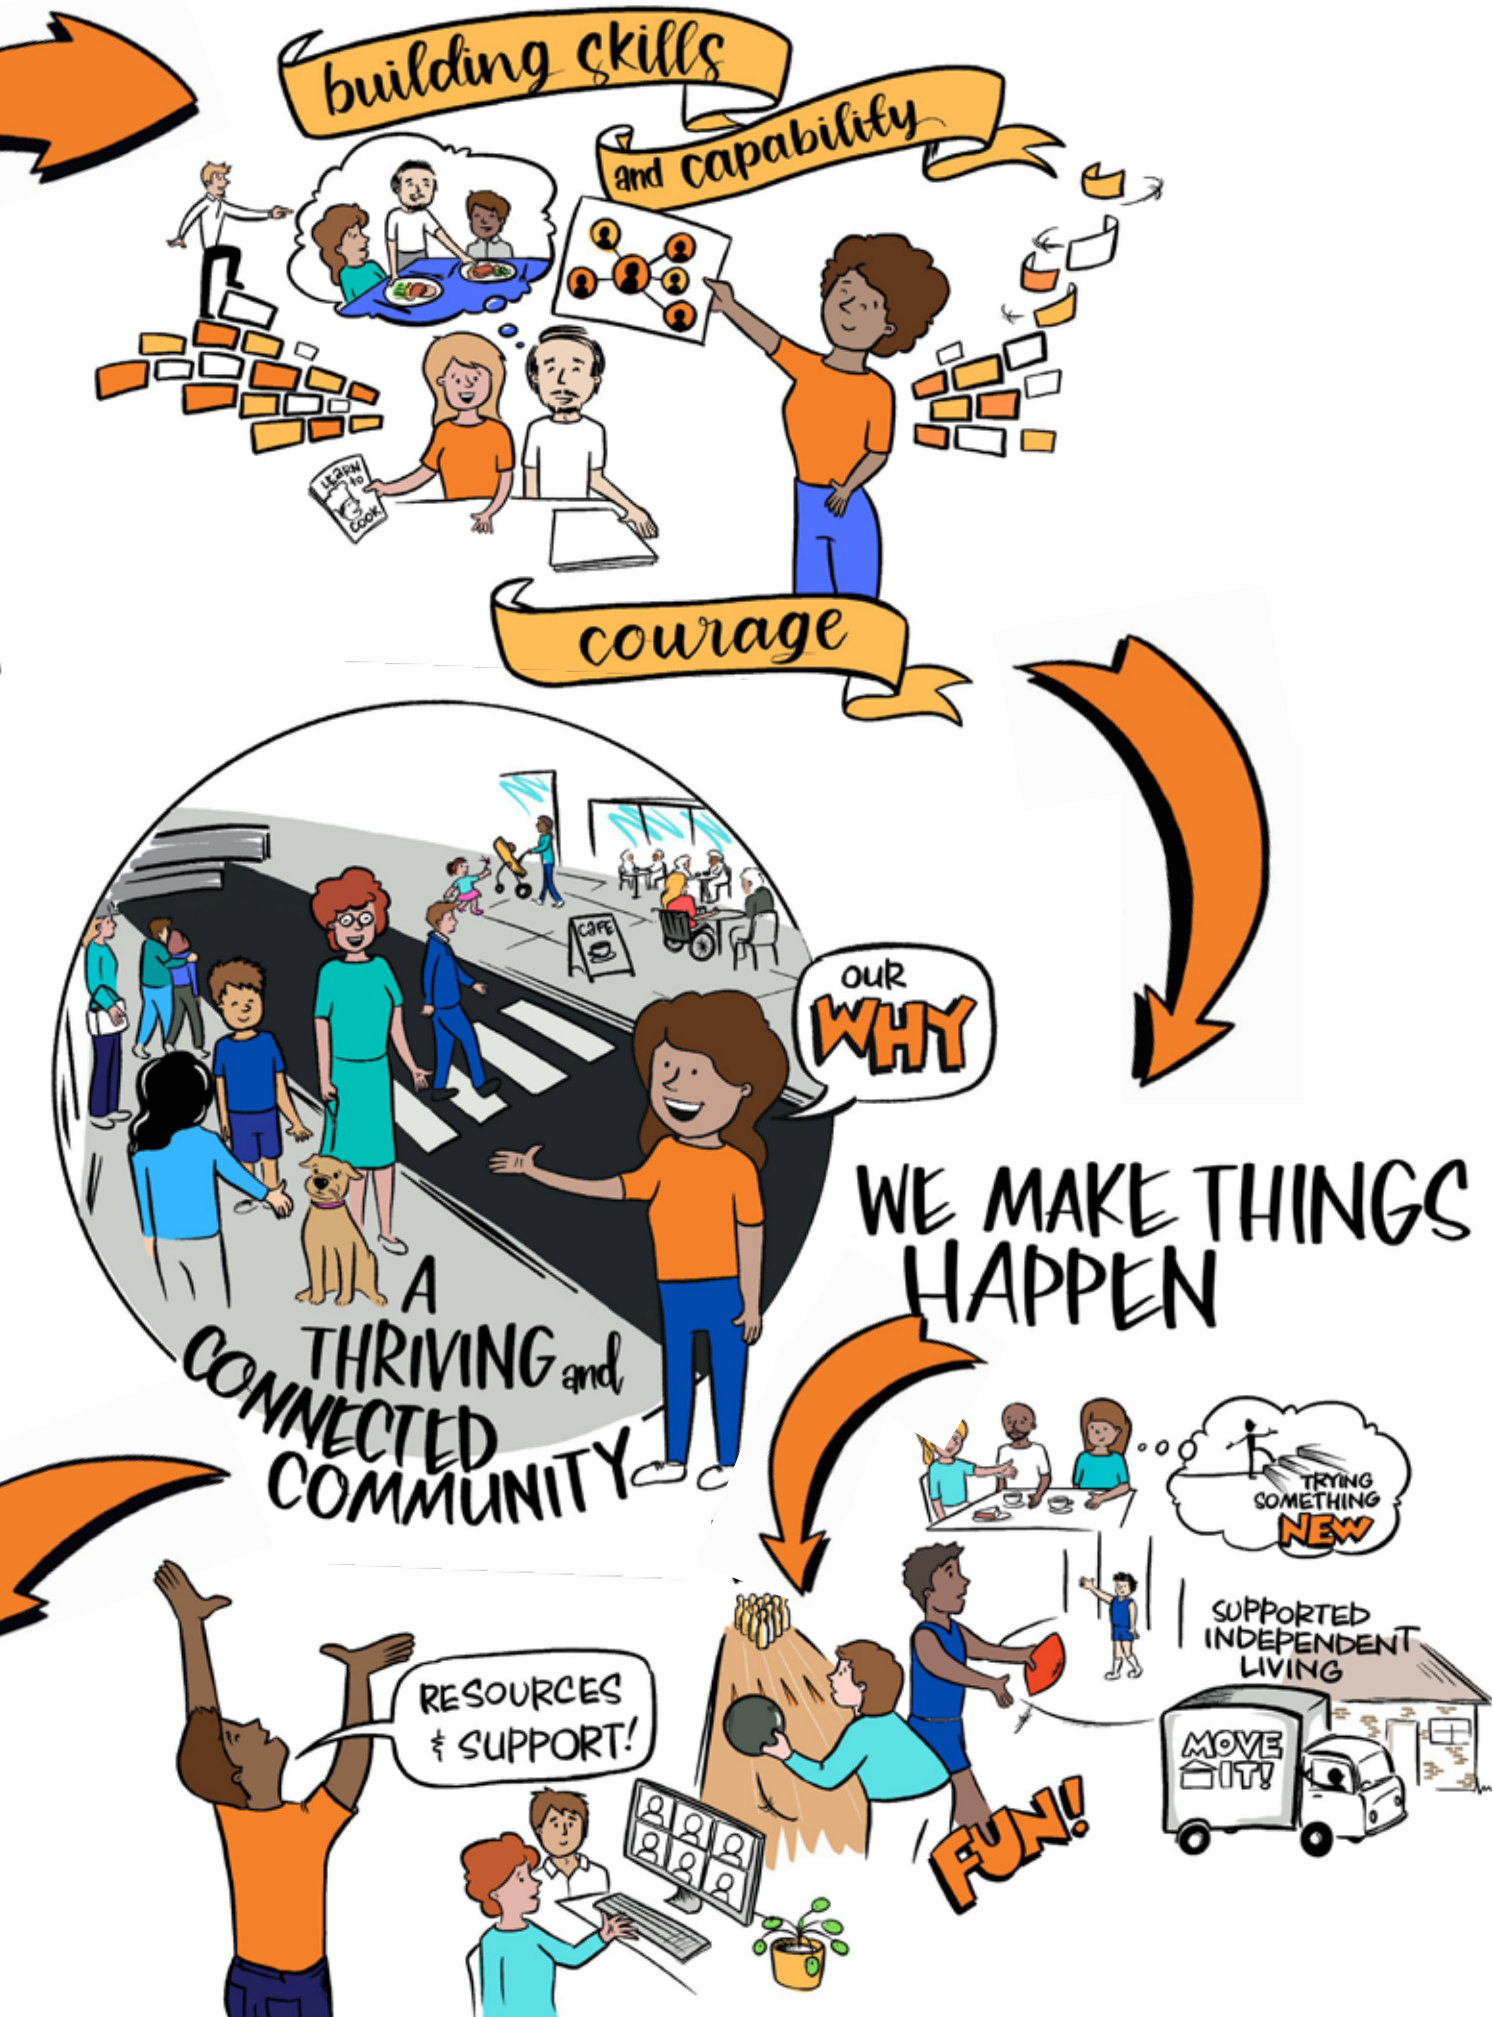 building skills
and capability
LEARN
to
COOK
courage
CAFE
OUR
WHY
A
THRIVING and
CONNECTED
COMMUNITY
WE MAKE THINGS
HAPPEN
TRYING
SOMETHING
NEW
SUPPORTED
INDEPENDENT
LIVING
MOVE
IT!
FUN!
RESOURCES
& SUPPORT!